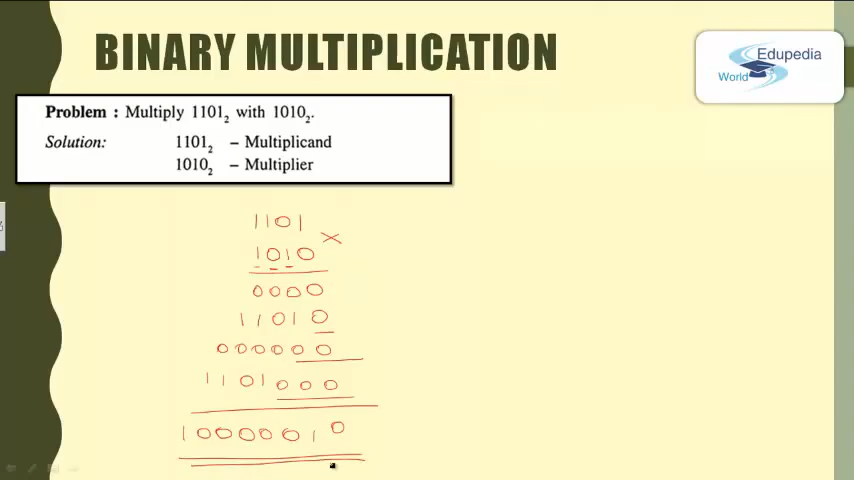 BINARY MULTIPLICATION
Edupedia
World
Problem : Multiply 1101₂ with 1010₂.
Solution: 1101₂ – Multiplicand
1010₂ – Multiplier
1101
×
1010
0000
11010
000000
1101000
10000010